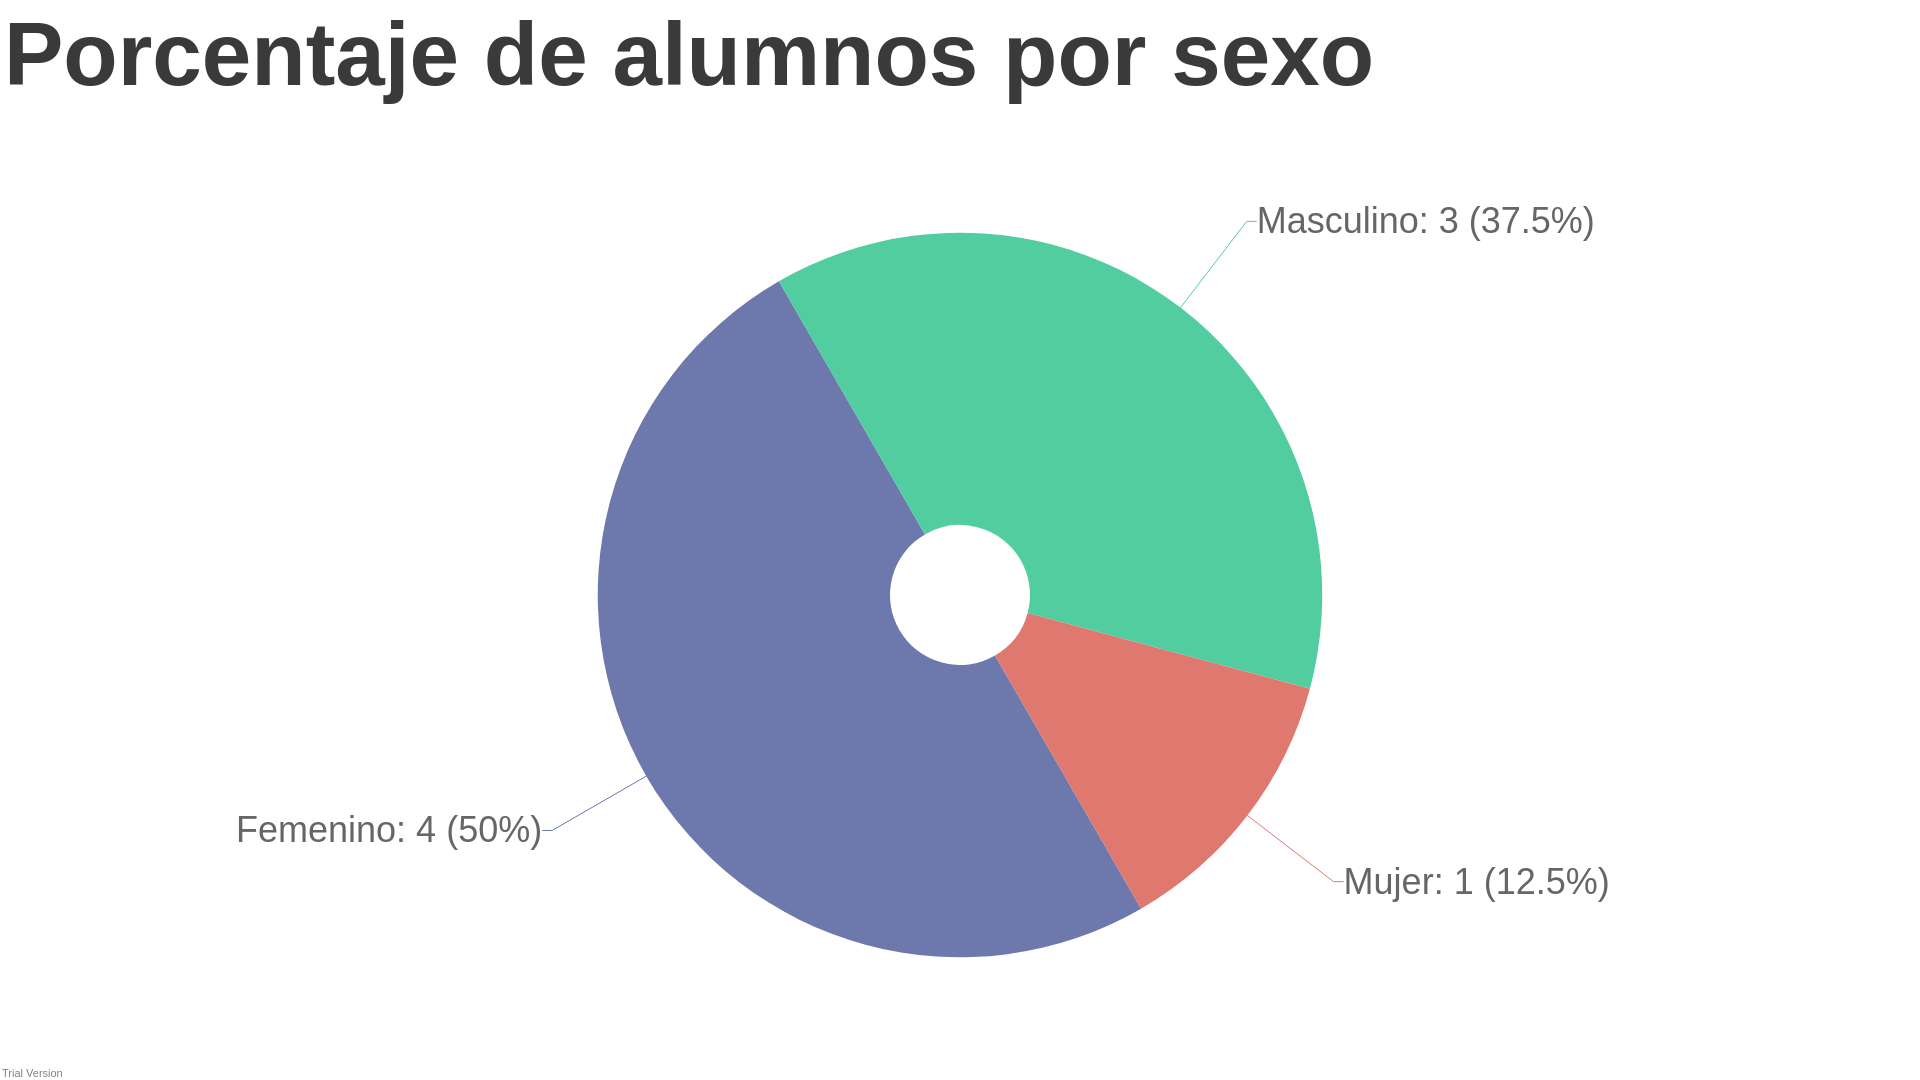 Porcentaje de alumnos por sexo
Masculino: 3 (37.5%)
Femenino: 4 (50%)
Mujer: 1 (12.5%)
Trial Version